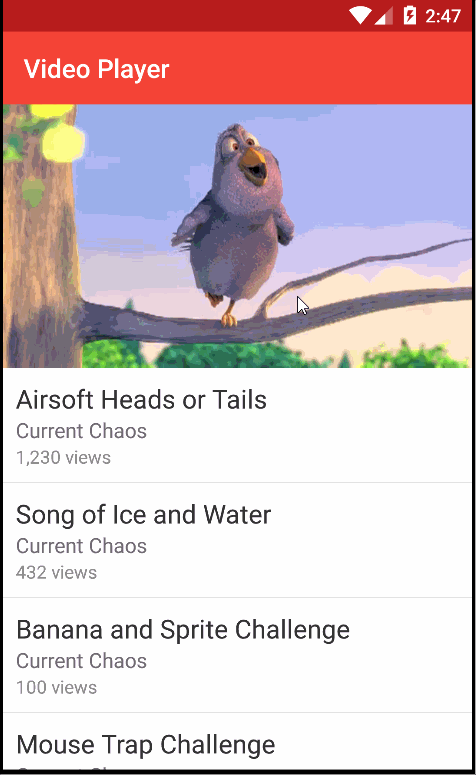 2:47
Video Player
Airsoft Heads or Tails
Current Chaos
1,230 views
Song of Ice and Water
Current Chaos
432 views
Banana and Sprite Challenge
Current Chaos
100 views
Mouse Trap Challenge